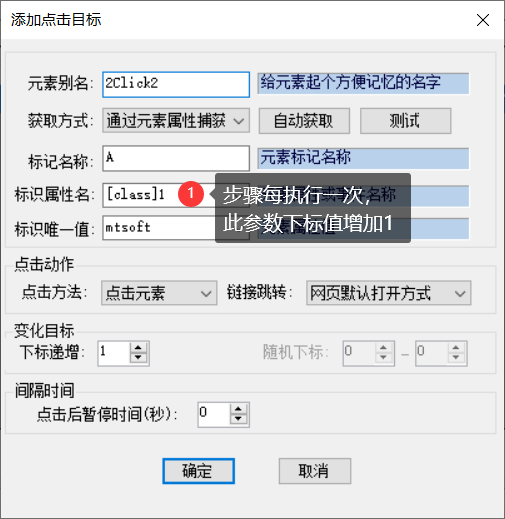 添加点击目标
元素别名: 2Click2 给元素起个方便记忆的名字
获取方式: 通过元素属性捕获 自动获取 测试
标记名称: A 元素标记名称
标识属性名: [class]1 1 步骤每执行一次, 名称
标识唯一值: mtsoft 此参数下标值增加1
点击动作
点击方法: 点击元素 链接跳转: 网页默认打开方式
变化目标
下标递增: 1 随机下标: 0 - 0
间隔时间
点击后暂停时间(秒): 0
确定 取消